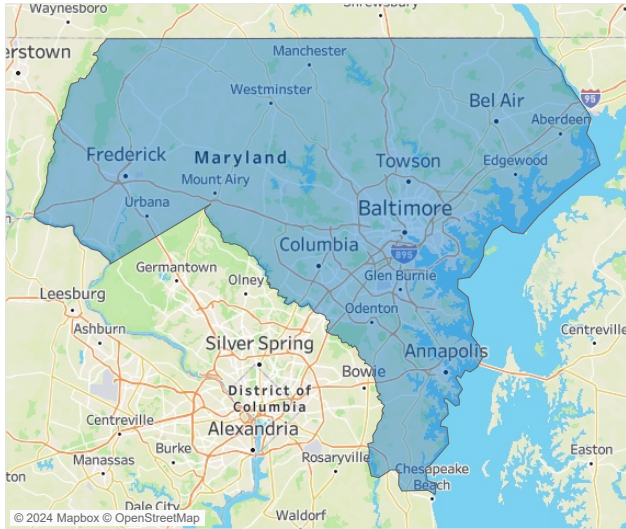 Waynesboro
Shrewsbury
erstown
Manchester
Westminster
Bel Air
95
Aberdeen
Frederick
Maryland
Towson
Edgewood
Mount Airy
Urbana
Baltimore
Columbia
895
Germantown
Olney
Glen Burnie
Leesburg
Odenton
Ashburn
Centreville
Silver Spring
Annapolis
Bowie
District of
Columbia
Centreville
Alexandria
Burke
Rosaryville
Easton
Manassas
Chesapeake
Beach
ton
Dale City
Waldorf
© 2024 Mapbox © OpenStreetMap